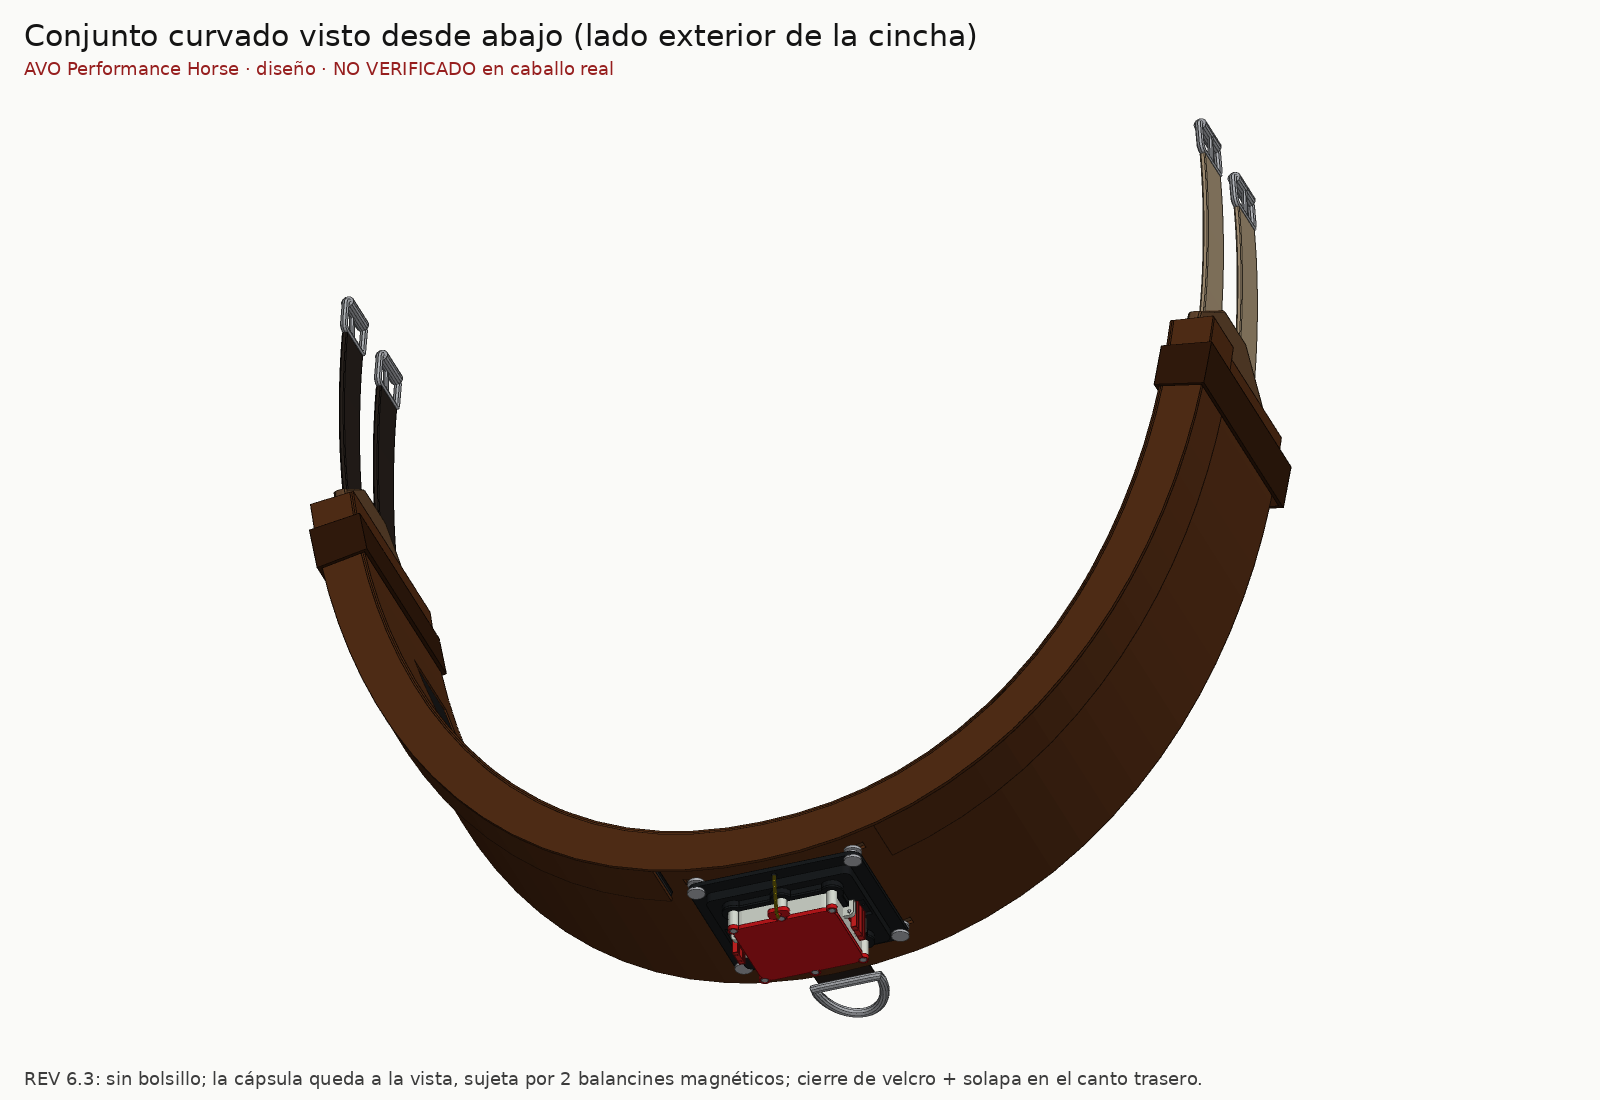 Conjunto curvado visto desde abajo (lado exterior de la cincha)
AVO Performance Horse · diseño · NO VERIFICADO en caballo real
REV 6.3: sin bolsillo; la cápsula queda a la vista, sujeta por 2 balancines magnéticos; cierre de velcro + solapa en el canto trasero.